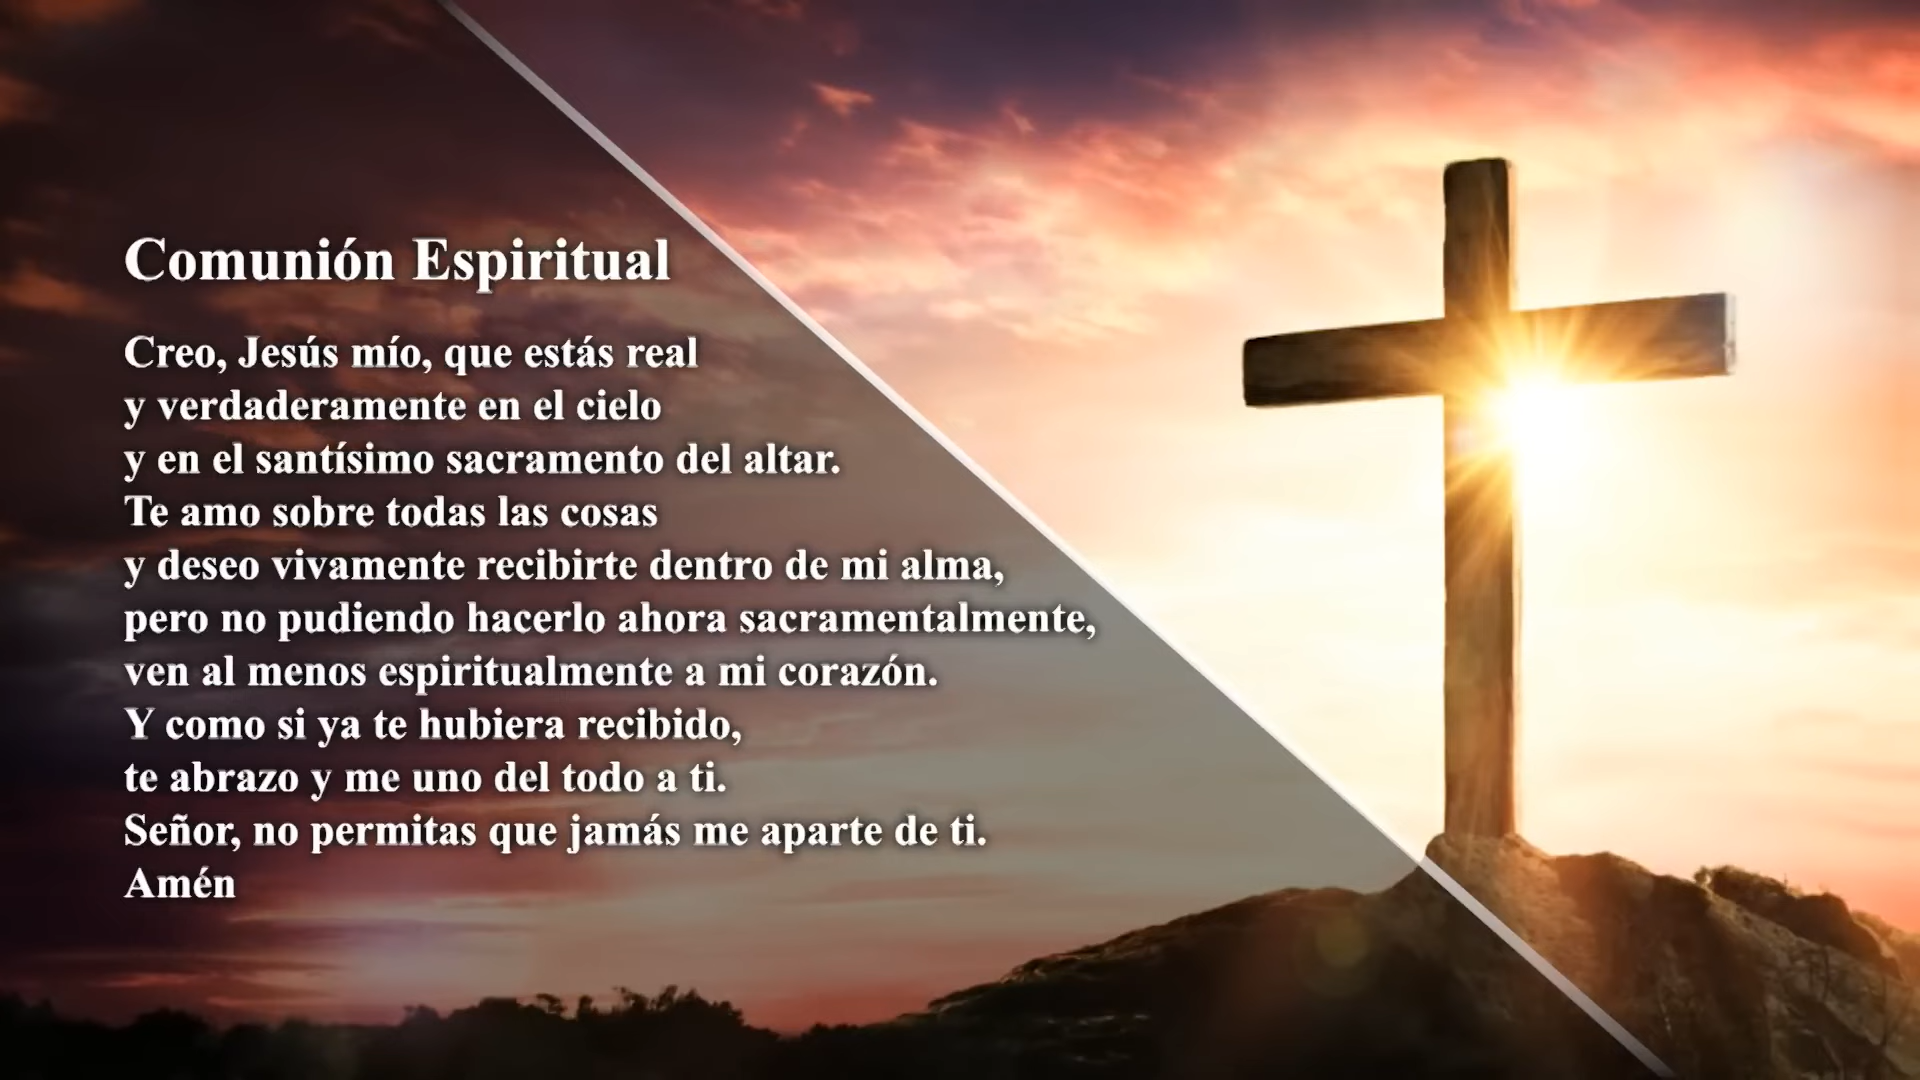 Comunión Espiritual
Creo, Jesús mío, que estás real
y verdaderamente en el cielo
y en el santísimo sacramento del altar.
Te amo sobre todas las cosas
y deseo vivamente recibirte dentro de mi alma,
pero no pudiendo hacerlo ahora sacramentalmente,
ven al menos espiritualmente a mi corazón.
Y como si ya te hubiera recibido,
te abrazo y me uno del todo a ti.
Señor, no permitas que jamás me aparte de ti.
Amén